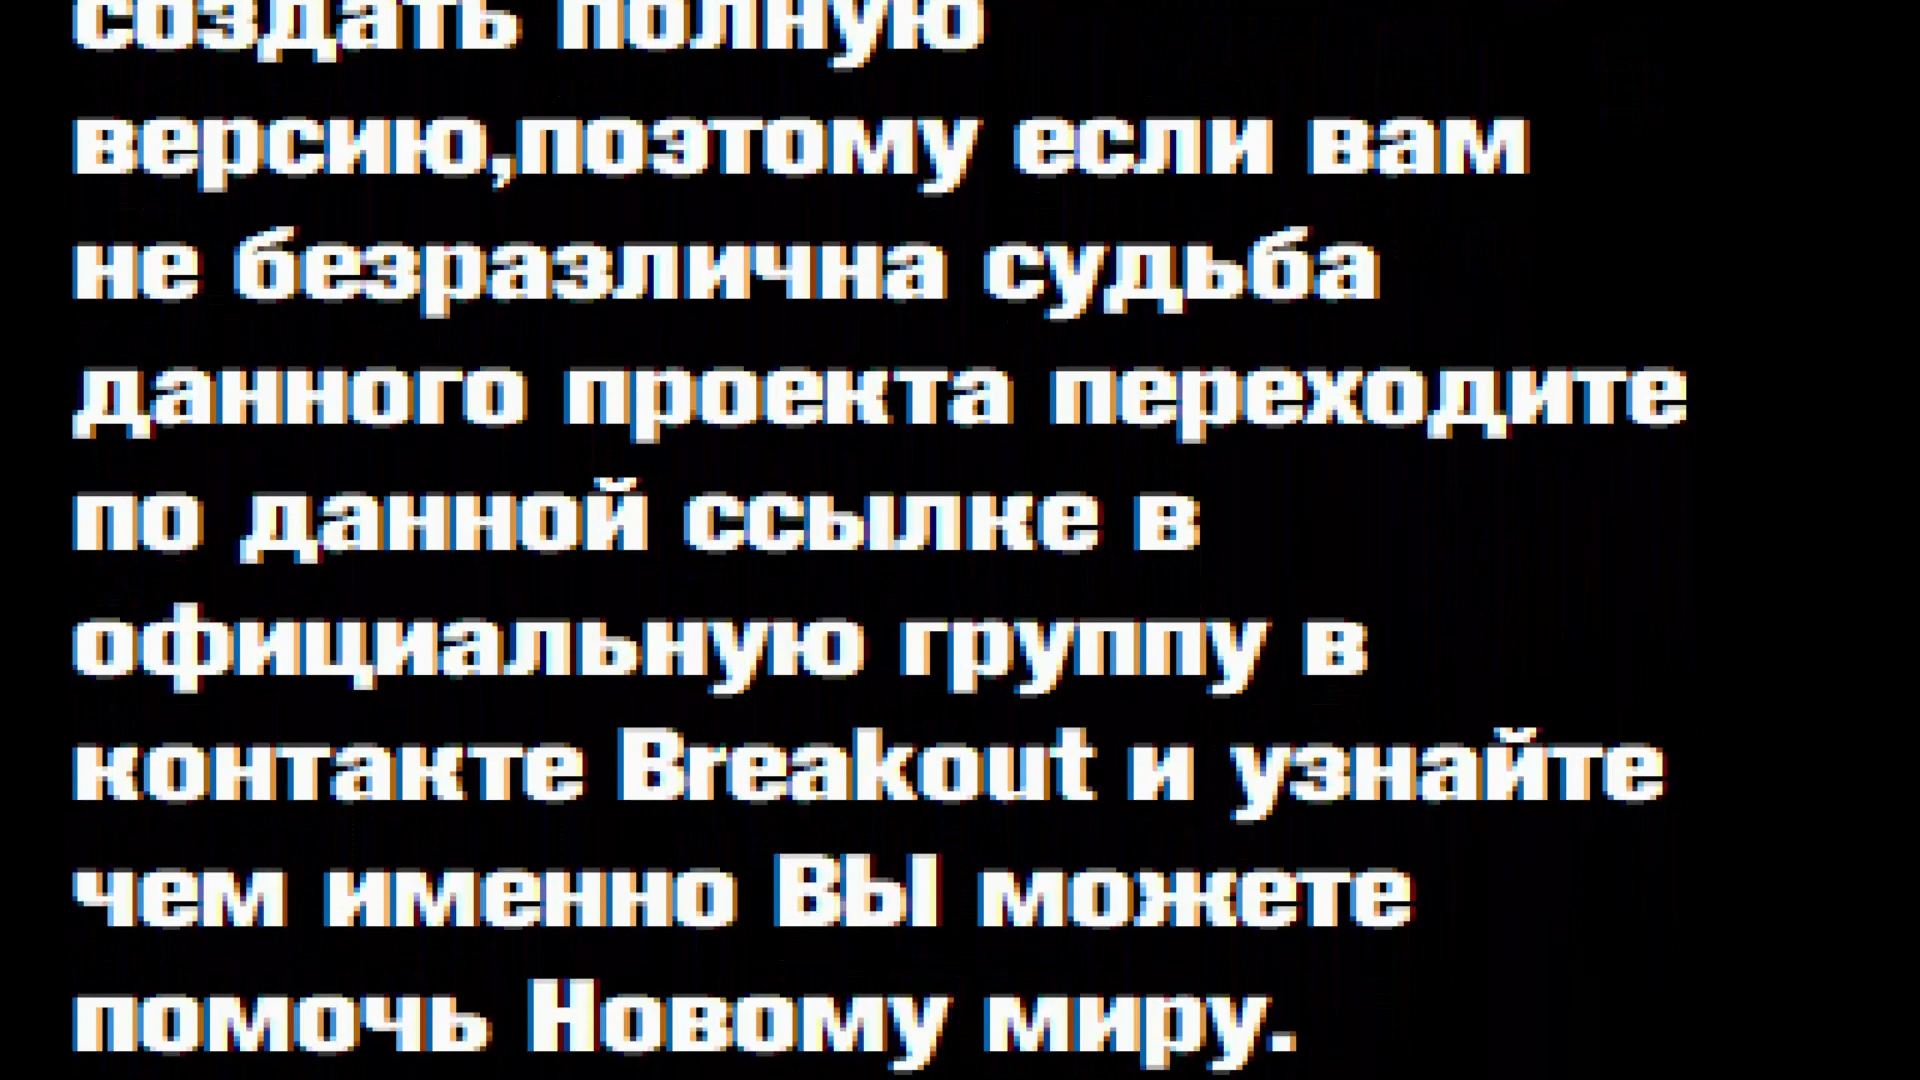 создать полную
версию,поэтому если вам
не безразлична судьба
данного проекта переходите
по данной ссылке в
официальную группу в
контакте Breakout и узнайте
чем именно ВЫ можете
помочь Новому миру.